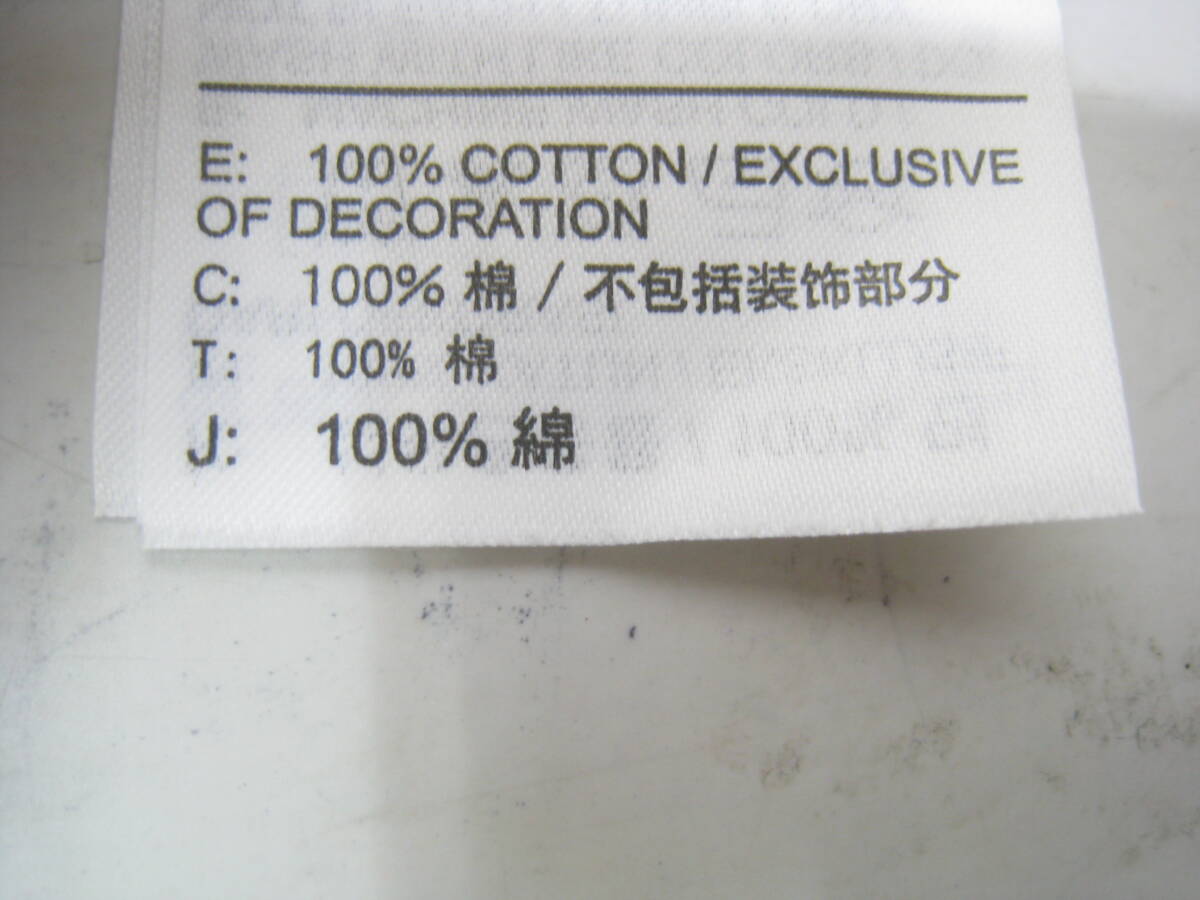 E: 100% COTTON / EXCLUSIVE
OF DECORATION
C: 100% 棉 / 不包括装饰部分
T: 100% 棉
J: 100% 綿